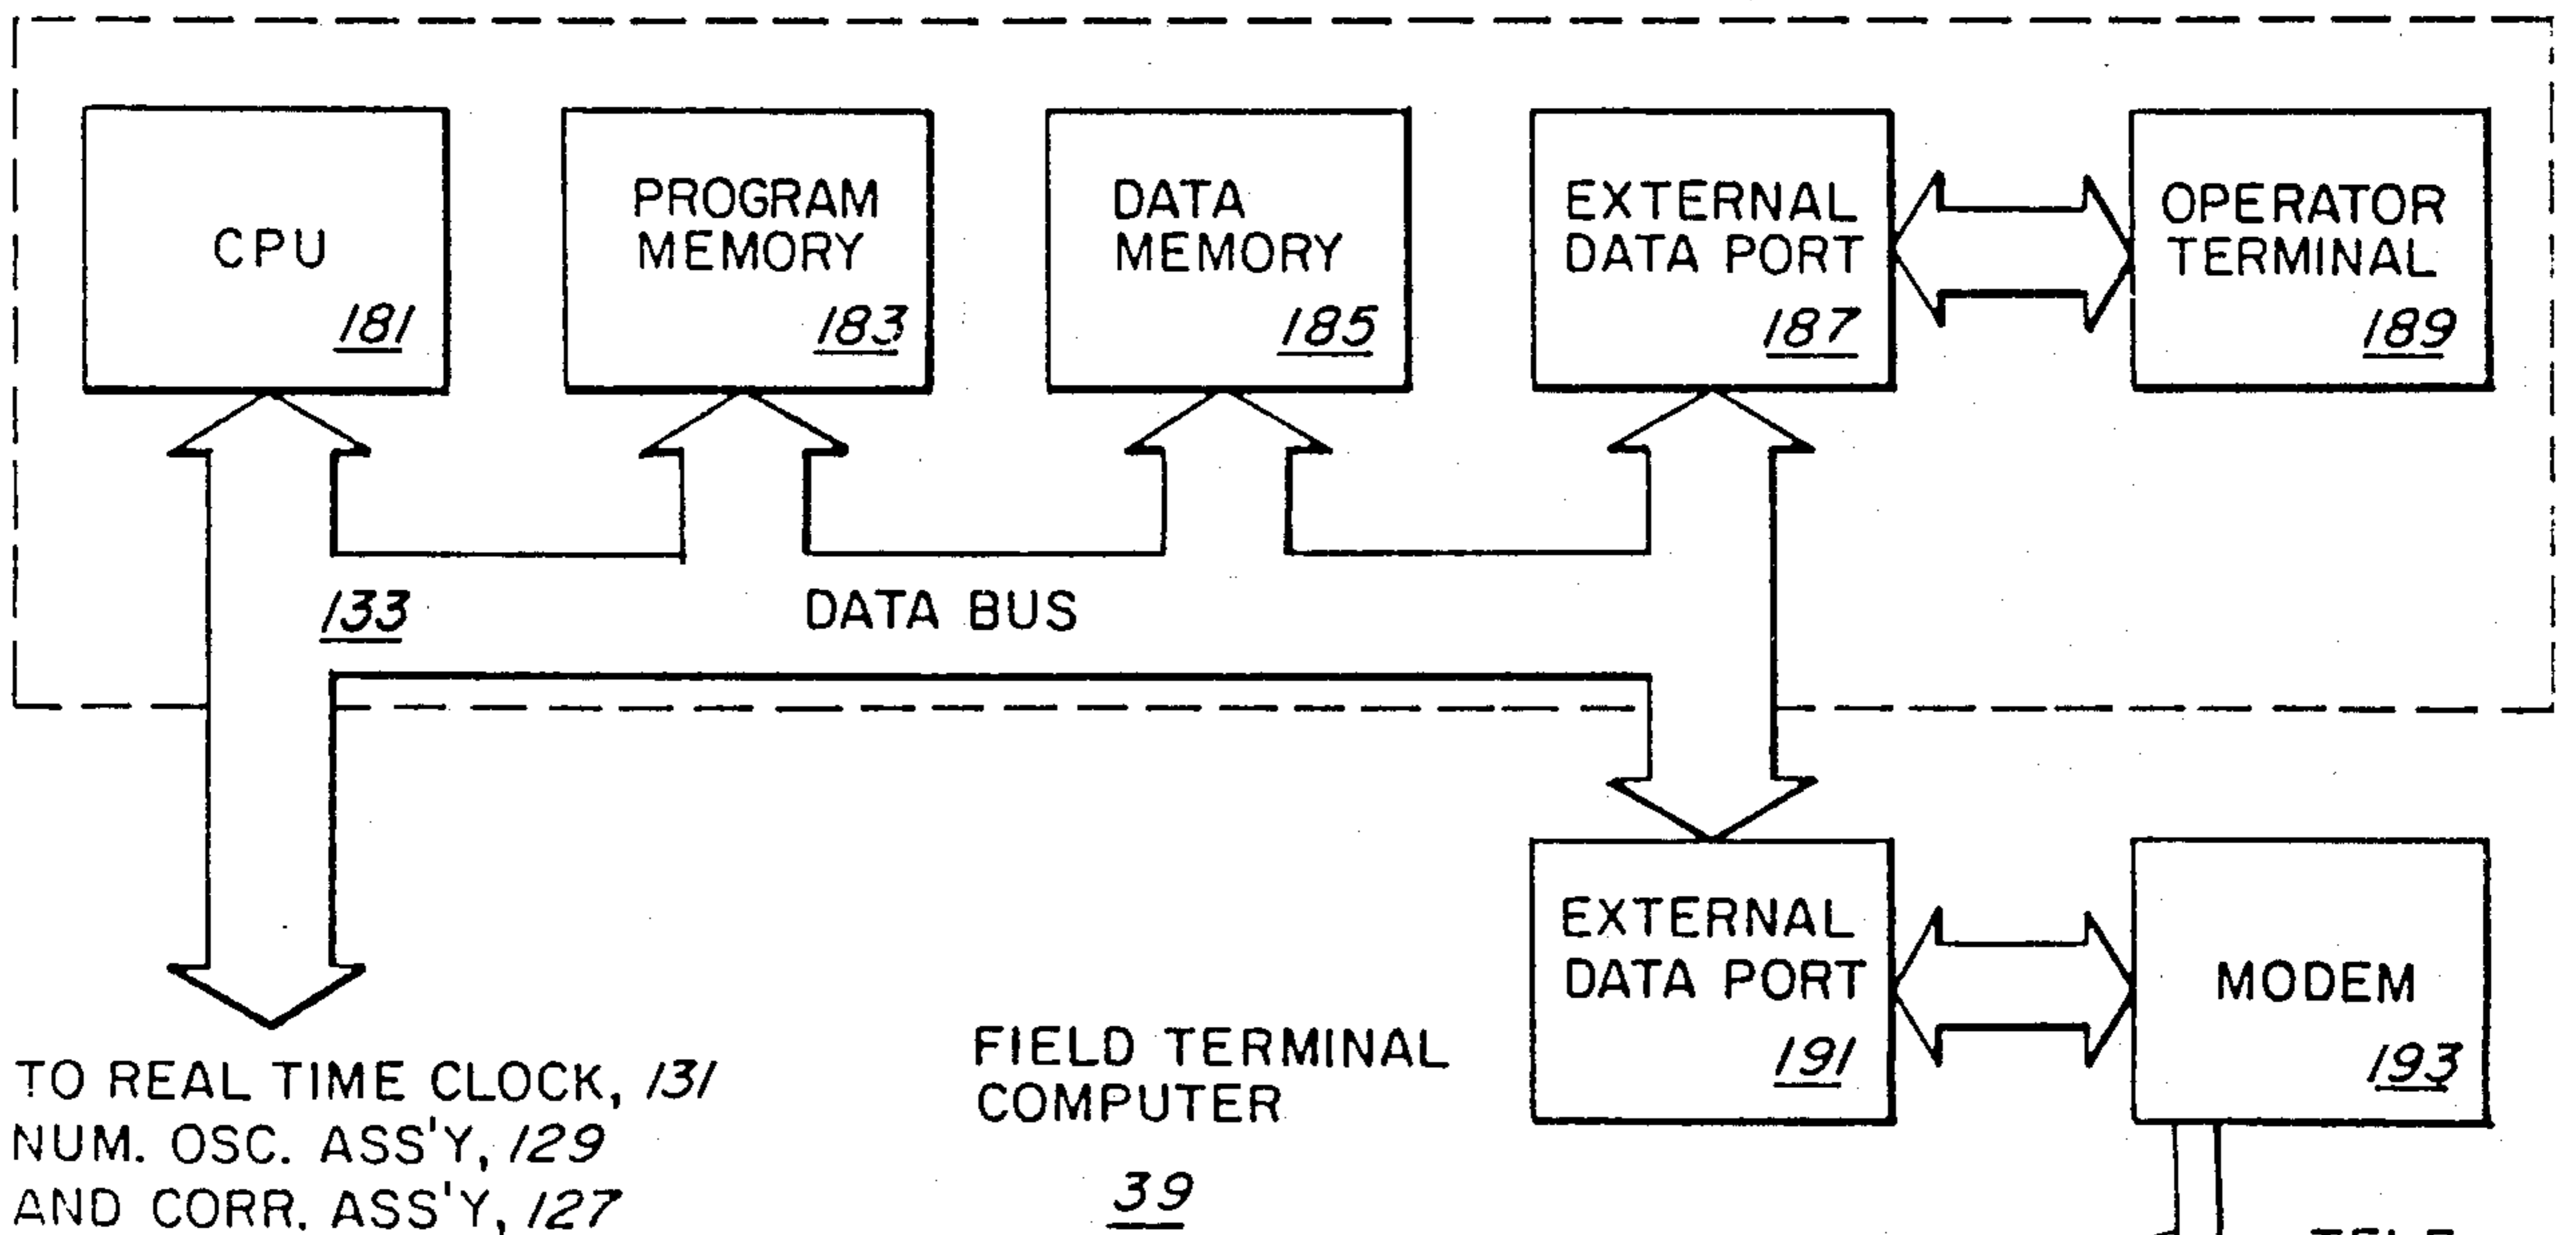 CPU
181
PROGRAM
MEMORY
183
DATA
MEMORY
185
EXTERNAL
DATA PORT
187
OPERATOR
TERMINAL
189
133
DATA BUS
EXTERNAL
DATA PORT
191
MODEM
193
TO REAL TIME CLOCK, 131
NUM. OSC. ASS'Y, 129
AND CORR. ASS'Y, 127
FIELD TERMINAL
COMPUTER
39